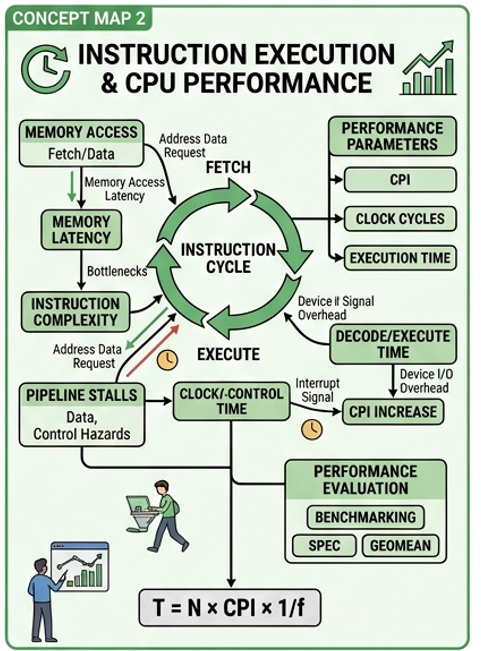 CONCEPT MAP 2
INSTRUCTION EXECUTION
& CPU PERFORMANCE
MEMORY ACCESS
Fetch/Data
Address Data
Request
FETCH
PERFORMANCE
PARAMETERS
CPI
CLOCK CYCLES
EXECUTION TIME
Memory Access
Latency
MEMORY
LATENCY
INSTRUCTION
CYCLE
Bottlenecks
INSTRUCTION
COMPLEXITY
Device if Signal
Overhead
DECODE/EXECUTE
TIME
Address Data
Request
EXECUTE
Device I/O
Overhead
PIPELINE STALLS
Data,
Control Hazards
CLOCK/-CONTROL
TIME
Interrupt
Signal
CPI INCREASE
PERFORMANCE
EVALUATION
BENCHMARKING
SPEC
GEOMEAN
T = N × CPI × 1/f